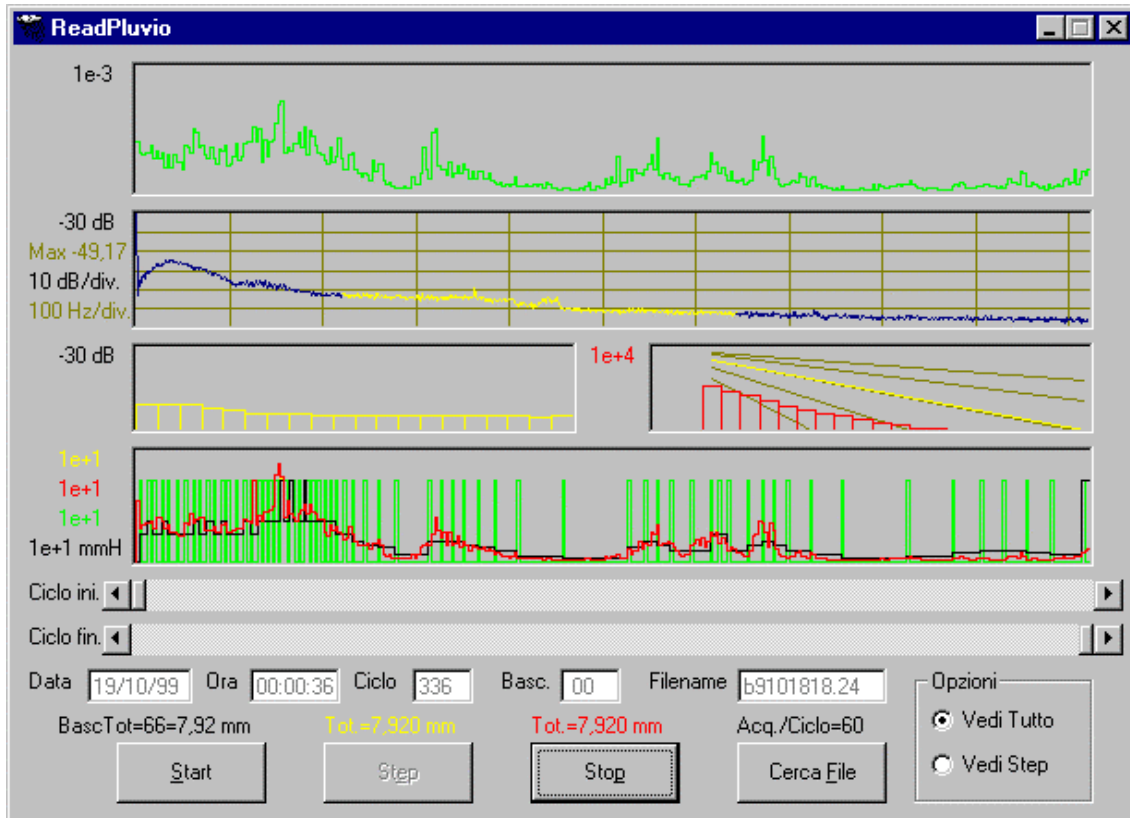 ReadPluvio
1e-3
-30 dB
Max -49,17
10 dB/div.
100 Hz/div.
-30 dB 1e+4
1e+1
1e+1
1e+1
1e+1 mmH
Ciclo ini.
Ciclo fin.
Data 19/10/99 Ora 00:00:36 Ciclo 336 Basc. 00 Filename b9101818.24 Opzioni
BascTot=66=7,92 mm Tot.=7,920 mm Tot.=7,920 mm Acq./Ciclo=60 Vedi Tutto
Start Step Stop Cerca File Vedi Step